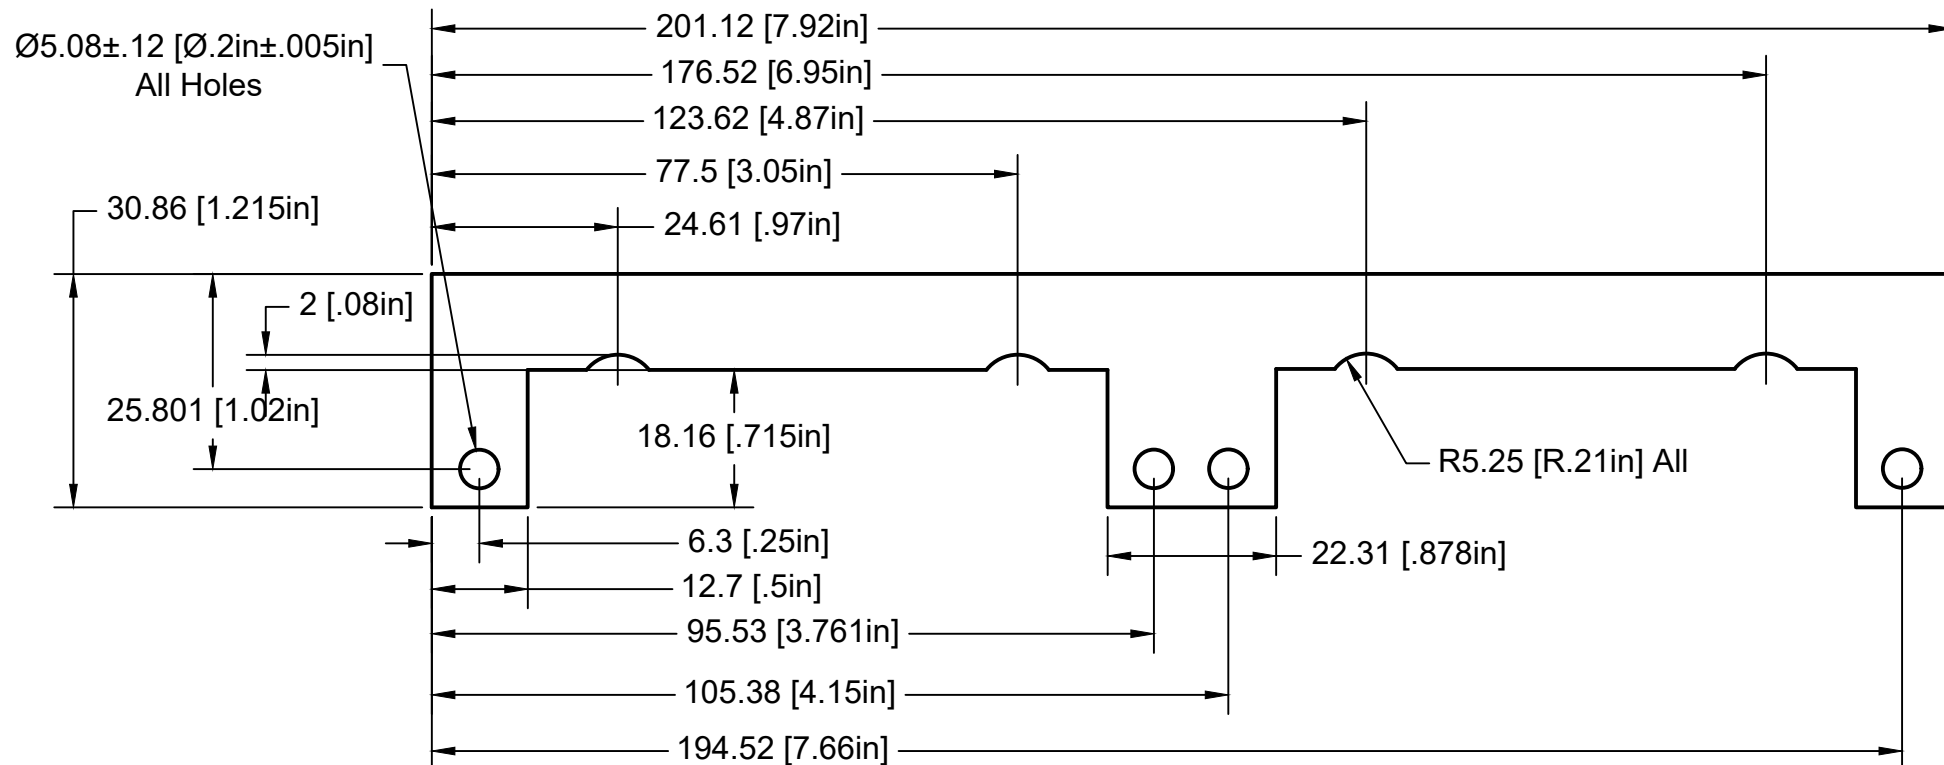 201.12 [7.92in]
Ø5.08±.12 [Ø.2in±.005in]
All Holes
176.52 [6.95in]
123.62 [4.87in]
77.5 [3.05in]
30.86 [1.215in]
24.61 [.97in]
2 [.08in]
25.801 [1.02in]
18.16 [.715in]
R5.25 [R.21in] All
6.3 [.25in]
22.31 [.878in]
12.7 [.5in]
95.53 [3.761in]
105.38 [4.15in]
194.52 [7.66in]